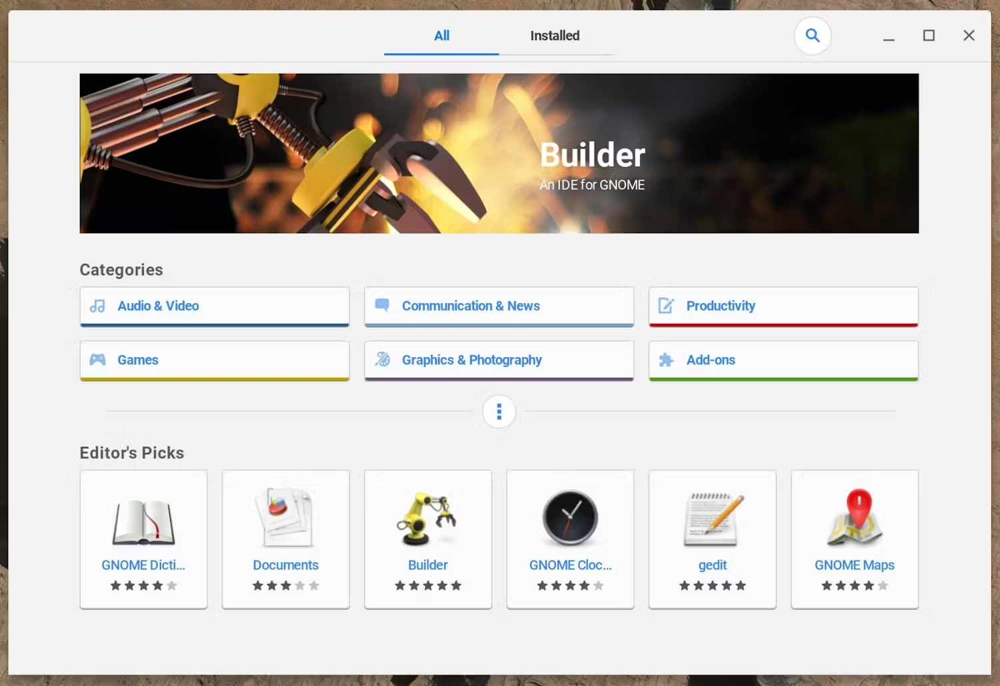 All
Installed
Builder
An IDE for GNOME
Categories
Audio & Video
Communication & News
Productivity
Games
Graphics & Photography
Add-ons
Editor's Picks
GNOME Dicti...
Documents
Builder
GNOME Cloc...
gedit
GNOME Maps